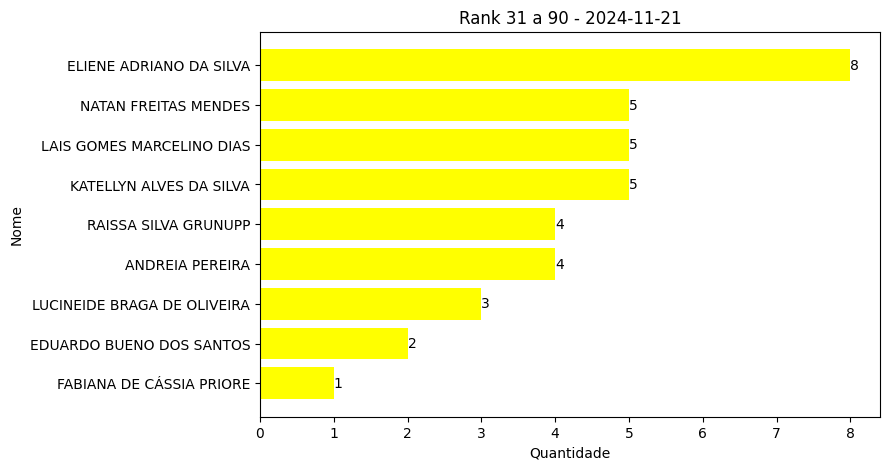 Rank 31 a 90 - 2024-11-21
ELIENE ADRIANO DA SILVA 8
NATAN FREITAS MENDES 5
LAIS GOMES MARCELINO DIAS 5
KATELLYN ALVES DA SILVA 5
RAISSA SILVA GRUNUPP 4
ANDREIA PEREIRA 4
LUCINEIDE BRAGA DE OLIVEIRA 3
EDUARDO BUENO DOS SANTOS 2
FABIANA DE CÁSSIA PRIORE 1
Nome
0 1 2 3 4 5 6 7 8
Quantidade